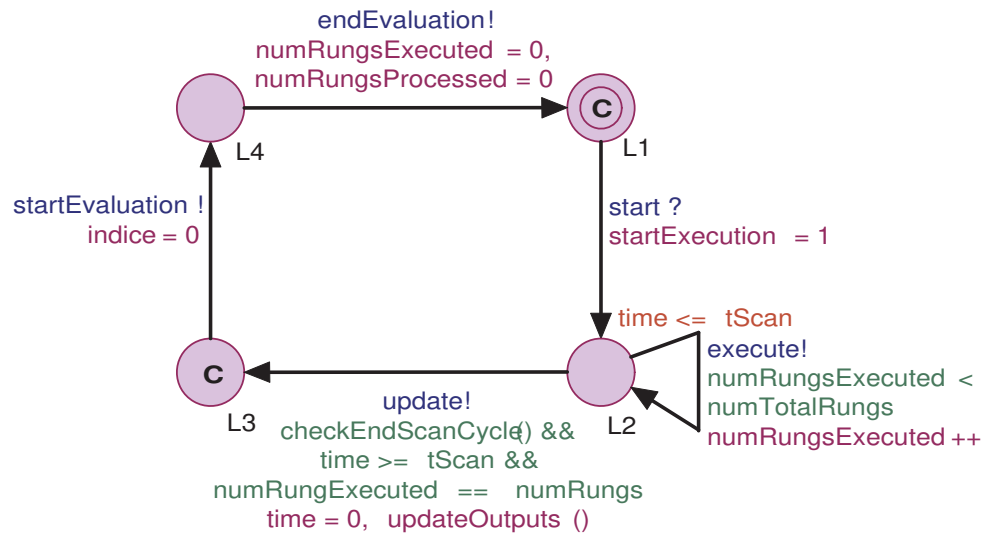 endEvaluation!
numRungsExecuted = 0,
numRungsProcessed = 0
C
L4
L1
startEvaluation !
indice = 0
start ?
startExecution = 1
time <= tScan
execute!
numRungsExecuted <
numTotalRungs
numRungsExecuted ++
C
L3
L2
update!
checkEndScanCycle() &&
time >= tScan &&
numRungExecuted == numRungs
time = 0, updateOutputs ()